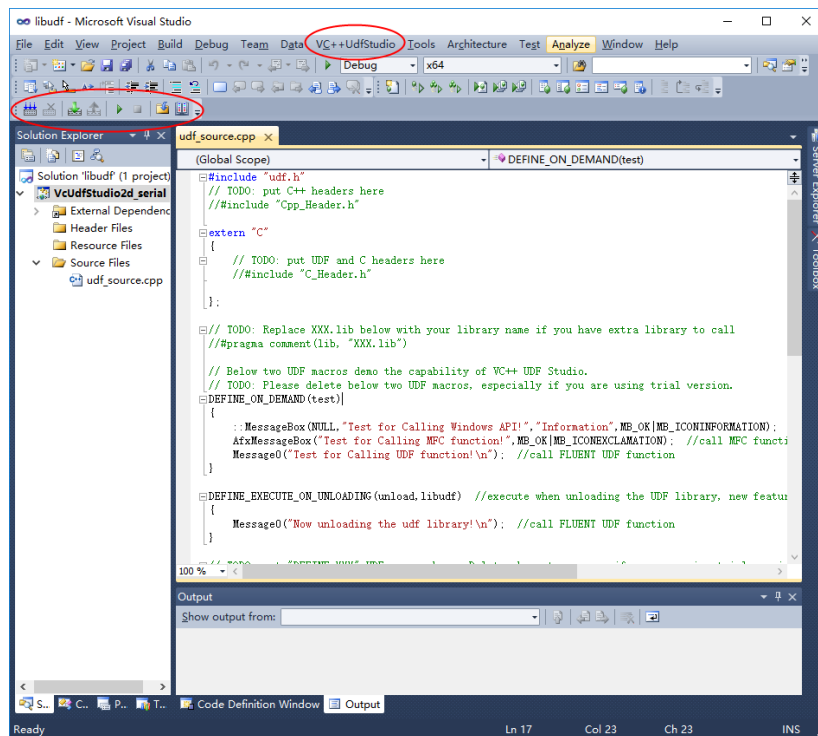 libudf - Microsoft Visual Studio
File Edit View Project Build Debug Team Data VC++UdfStudio Tools Architecture Test Analyze Window Help
Debug x64
Solution Explorer
udf_source.cpp
(Global Scope) DEFINE_ON_DEMAND(test)
Solution 'libudf' (1 project)
VcUdfStudio2d_serial
External Dependenc
Header Files
Resource Files
Source Files
udf_source.cpp
#include "udf.h"
// TODO: put C++ headers here
//#include "Cpp_Header.h"
extern "C"
{
// TODO: put UDF and C headers here
//#include "C_Header.h"
};
// TODO: Replace XXX.lib below with your library name if you have extra library to call
//#pragma comment(lib, "XXX.lib")
// Below two UDF macros demo the capability of VC++ UDF Studio.
// TODO: Please delete below two UDF macros, especially if you are using trial version.
DEFINE_ON_DEMAND(test)
{
::MessageBox(NULL,"Test for Calling Windows API!","Information",MB_OK|MB_ICONINFORMATION);
AfxMessageBox("Test for Calling MFC function!",MB_OK|MB_ICONEXCLAMATION); //call MFC functi
Message0("Test for Calling UDF function!\n"); //call FLUENT UDF function
}
DEFINE_EXECUTE_ON_UNLOADING(unload,libudf) //execute when unloading the UDF library, new featur
{
Message0("Now unloading the udf library!\n"); //call FLUENT UDF function
}
100 %
Server Explorer
Toolbox
Output
Show output from:
S.. C.. P.. T..
Code Definition Window Output
Ready Ln 17 Col 23 Ch 23 INS